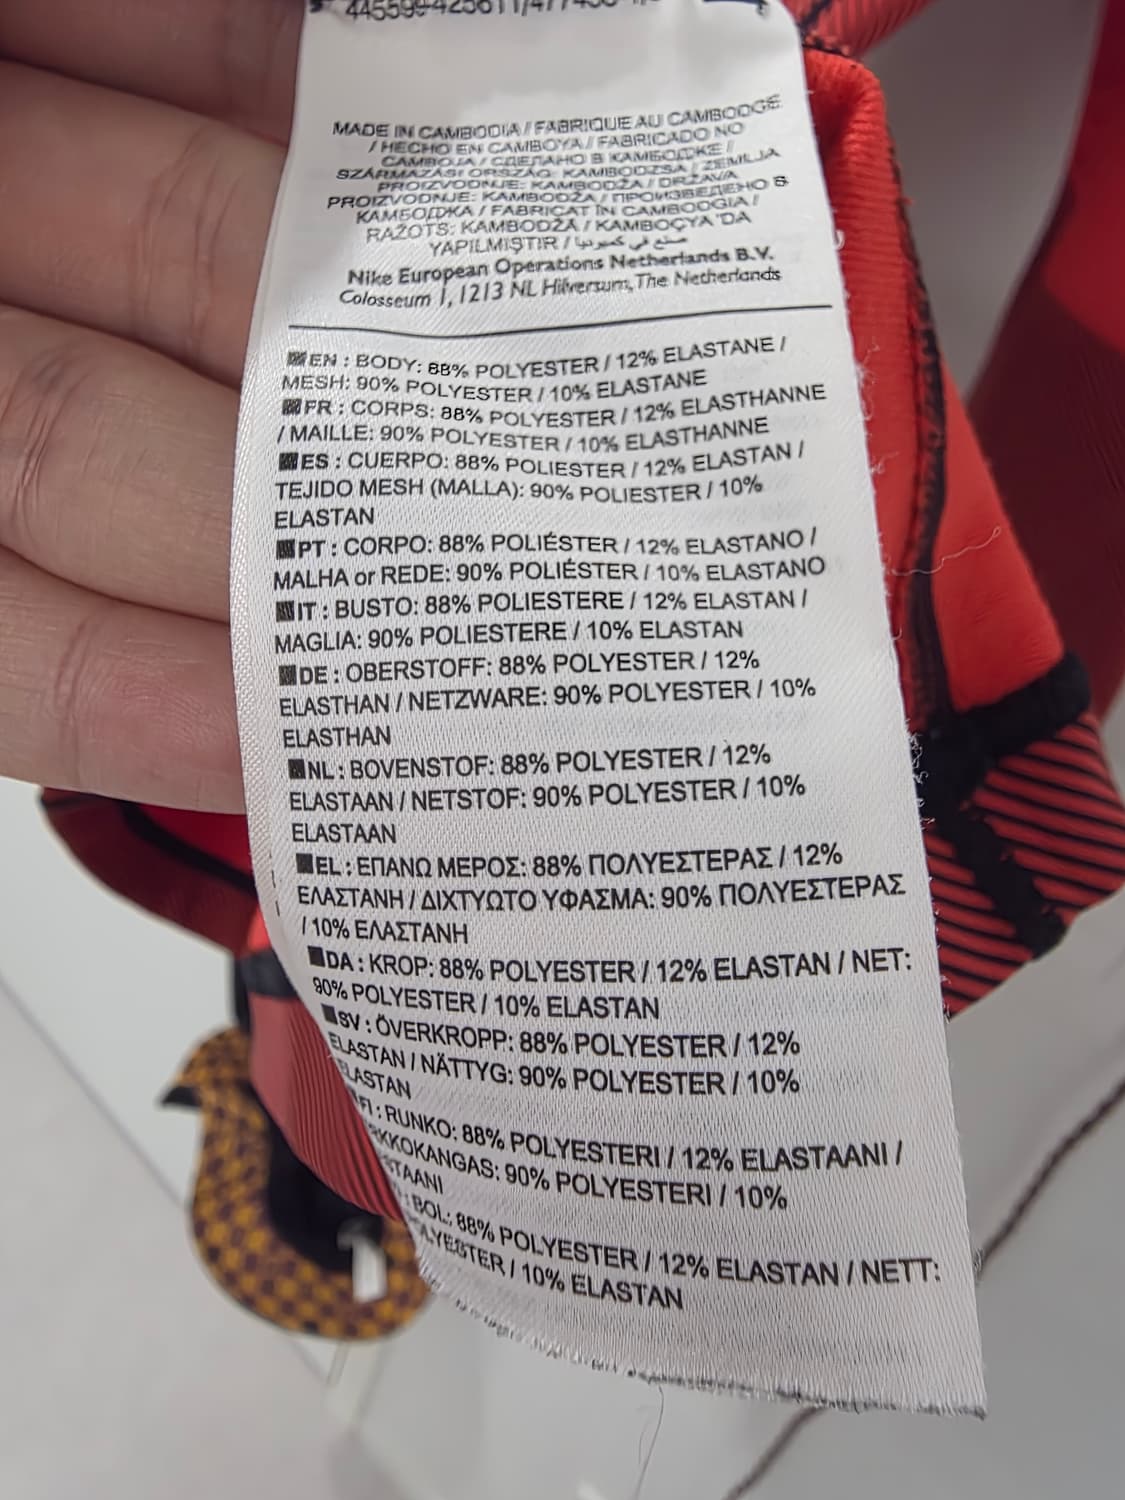 MADE IN CAMBODIA / FABRIQUE AU CAMBODGE
/ HECHO EN CAMBOYA / FABRICADO NO
CAMBOJA / СДЕЛАНО В КАМБОДЖЕ /
SZÁRMAZÁSI ORSZÁG: KAMBODZSA / ZEMLJA
PROIZVODNJE: KAMBODŽA / DRŽAVA
PROIZVODNJE: KAMBODŽA / ПРОИЗВЕДЕНО В
КАМБОДЖА / FABRICAT ÎN CAMBODGIA /
RAŽOTS: KAMBODŽĀ / KAMBOÇYA'DA
YAPILMIŞTIR / صنع في كمبوديا
Nike European Operations Netherlands B.V.
Colosseum 1, 1213 NL Hilversum, The Netherlands
EN : BODY: 88% POLYESTER / 12% ELASTANE /
MESH: 90% POLYESTER / 10% ELASTANE
FR : CORPS: 88% POLYESTER / 12% ELASTHANNE
/ MAILLE: 90% POLYESTER / 10% ELASTHANNE
ES : CUERPO: 88% POLIESTER / 12% ELASTAN /
TEJIDO MESH (MALLA): 90% POLIESTER / 10%
ELASTAN
PT : CORPO: 88% POLIÉSTER / 12% ELASTANO /
MALHA or REDE: 90% POLIÉSTER / 10% ELASTANO
IT : BUSTO: 88% POLIESTERE / 12% ELASTAN /
MAGLIA: 90% POLIESTERE / 10% ELASTAN
DE : OBERSTOFF: 88% POLYESTER / 12%
ELASTHAN / NETZWARE: 90% POLYESTER / 10%
ELASTHAN
NL : BOVENSTOF: 88% POLYESTER / 12%
ELASTAAN / NETSTOF: 90% POLYESTER / 10%
ELASTAAN
EL : ΕΠΑΝΩ ΜΕΡΟΣ: 88% ΠΟΛΥΕΣΤΕΡΑΣ / 12%
ΕΛΑΣΤΑΝΗ / ΔΙΧΤΥΩΤΟ ΥΦΑΣΜΑ: 90% ΠΟΛΥΕΣΤΕΡΑΣ
/ 10% ΕΛΑΣΤΑΝΗ
DA : KROP: 88% POLYESTER / 12% ELASTAN / NET:
90% POLYESTER / 10% ELASTAN
SV : ÖVERKROPP: 88% POLYESTER / 12%
ELASTAN / NÄTTYG: 90% POLYESTER / 10%
ELASTAN
FI : RUNKO: 88% POLYESTERI / 12% ELASTAANI /
90% POLYESTERI / 10%
: BOL: 88% POLYESTER / 12% ELASTAN / NETT:
/ 10% ELASTAN